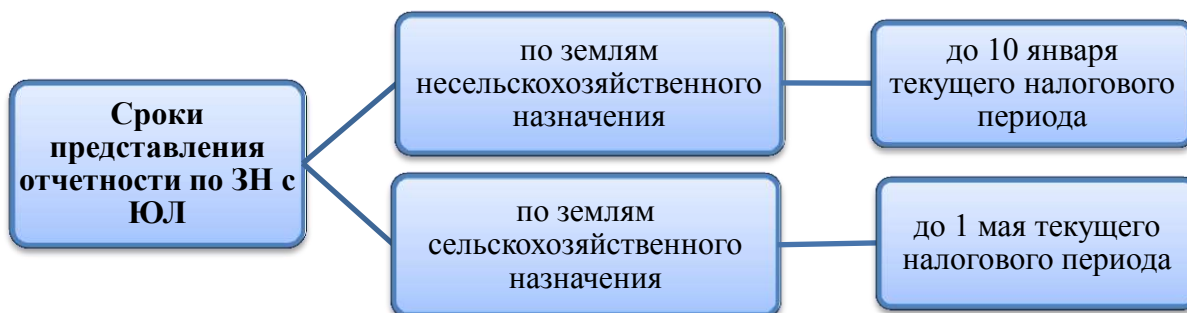 Сроки
представления
отчетности по ЗН с
ЮЛ
по землям
несельскохозяйственного
назначения
до 10 января
текущего налогового
периода
по землям
сельскохозяйственного
назначения
до 1 мая текущего
налогового периода